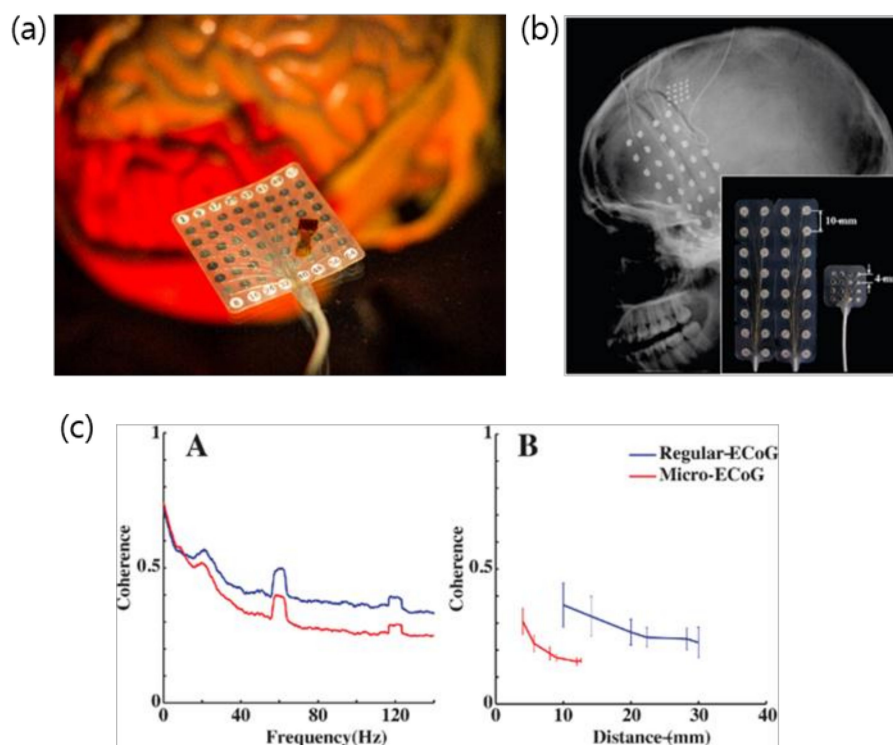 (a)
(b)
10-mm
(c)
A
B
Regular-ECoG
Micro-ECoG
Coherence
1
0.5
0
0
40
80
120
Frequency(Hz)
Coherence
1
0.5
0
0
10
20
30
40
Distance-(mm)